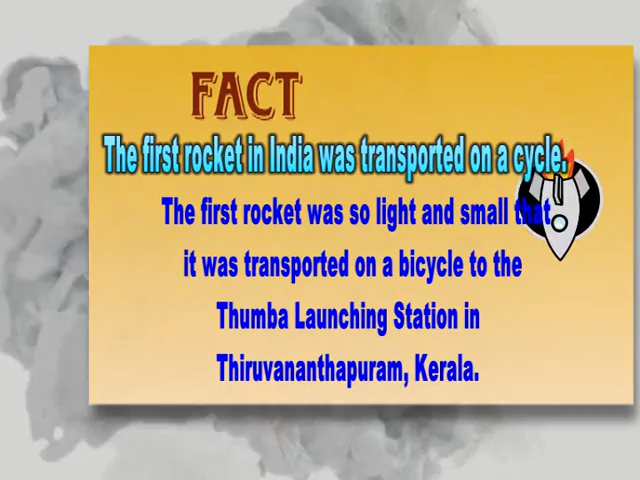 FACT
The first rocket in India was transported on a cycle.
The first rocket was so light and small that
it was transported on a bicycle to the
Thumba Launching Station in
Thiruvananthapuram, Kerala.